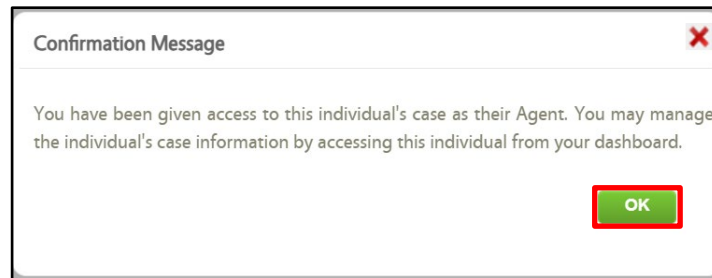 Confirmation Message
You have been given access to this individual's case as their Agent. You may manage
the individual's case information by accessing this individual from your dashboard.
OK